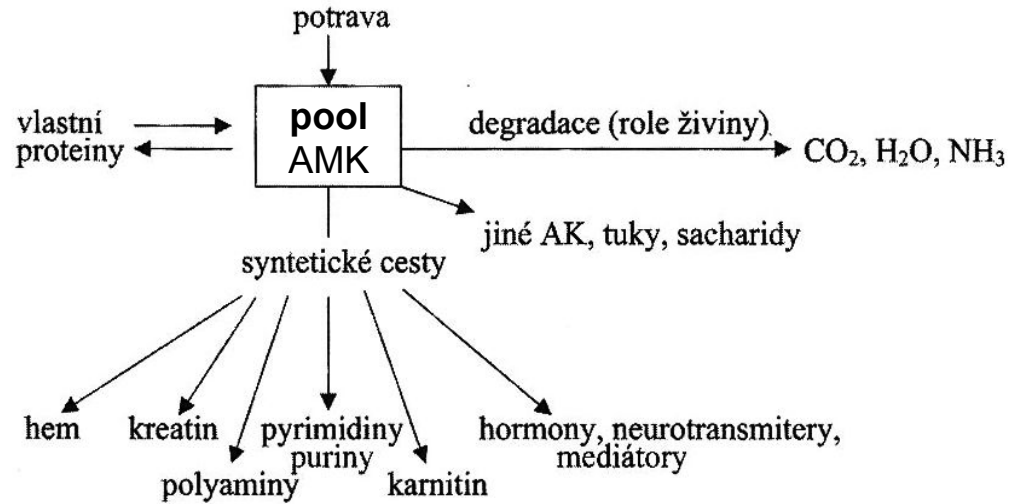 potrava
vlastní
proteiny
pool
AMK
degradace (role živiny)
CO₂, H₂O, NH₃
jiné AK, tuky, sacharidy
syntetické cesty
hem
kreatin
pyrimidiny
puriny
hormony, neurotransmitery,
mediátory
polyaminy
karnitin